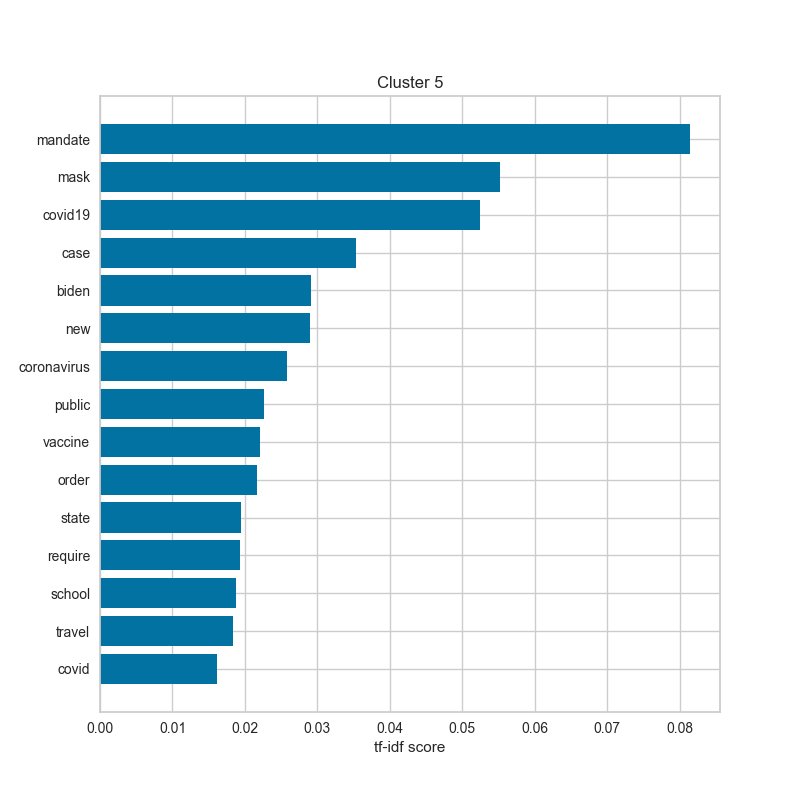 Cluster 5
mandate
mask
covid19
case
biden
new
coronavirus
public
vaccine
order
state
require
school
travel
covid
0.00 0.01 0.02 0.03 0.04 0.05 0.06 0.07 0.08
tf-idf score